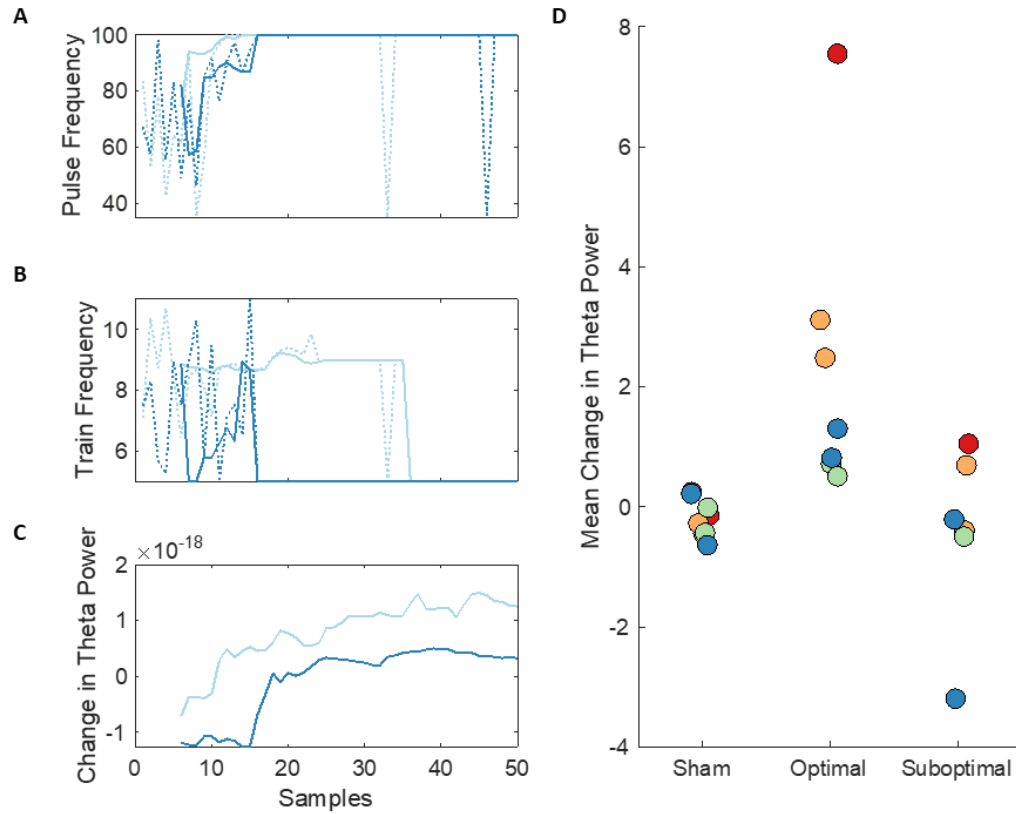 A
Pulse Frequency
100
80
60
40
B
Train Frequency
10
8
6
C
Change in Theta Power
×10-18
2
1
0
-1
0
10
20
30
40
50
Samples
D
Mean Change in Theta Power
8
6
4
2
0
-2
-4
Sham
Optimal
Suboptimal